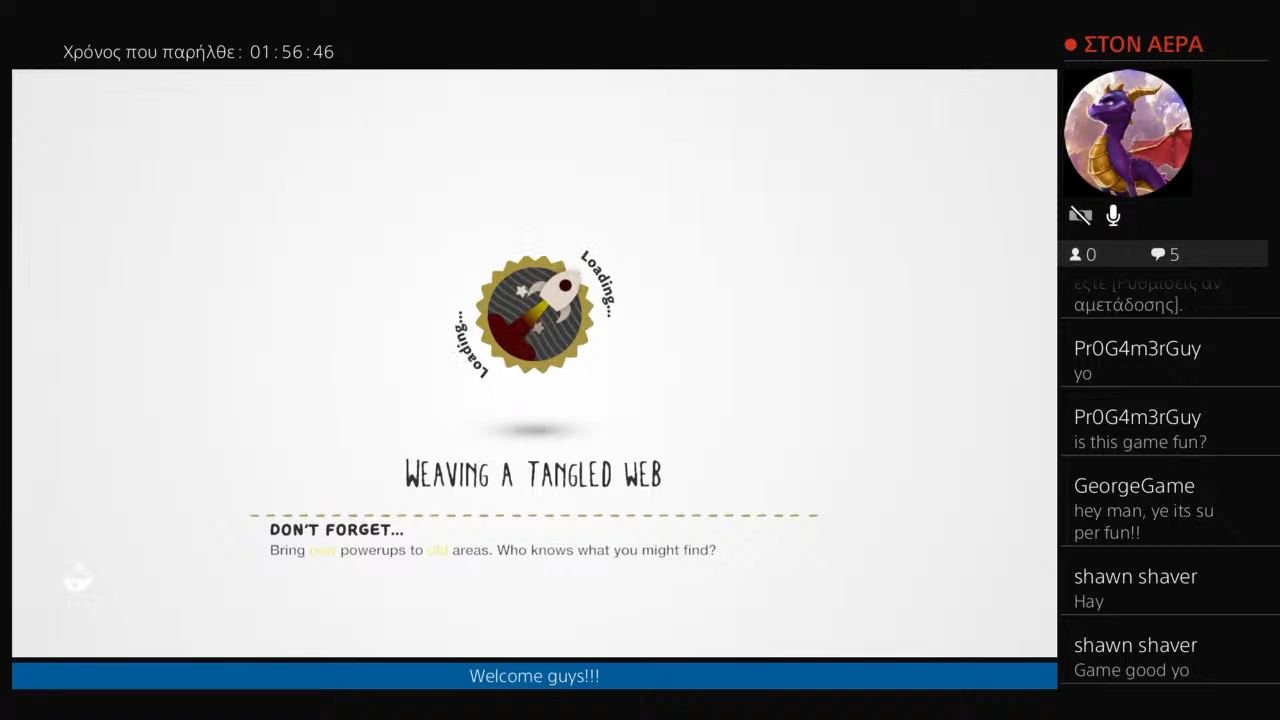 Χρόνος που παρήλθε: 01:56:46
ΣΤΟΝ ΑΕΡΑ
0
5
αμετάδοσης].
Pr0G4m3rGuy
yo
Pr0G4m3rGuy
is this game fun?
GeorgeGame
hey man, ye its su
per fun!!
shawn shaver
Hay
shawn shaver
Game good yo
Loading...
Loading...
WEAVING A TANGLED WEB
DON'T FORGET...
Bring new powerups to old areas. Who knows what you might find?
Welcome guys!!!